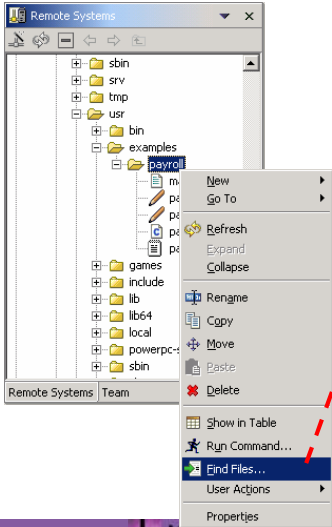 Remote Systems
sbin
srv
tmp
usr
bin
examples
payroll
New
Go To
Refresh
Expand
Collapse
Rename
Copy
Move
Paste
Delete
Show in Table
Run Command...
Find Files...
User Actions
Properties
games
include
lib
lib64
local
sbin
Remote Systems
Team